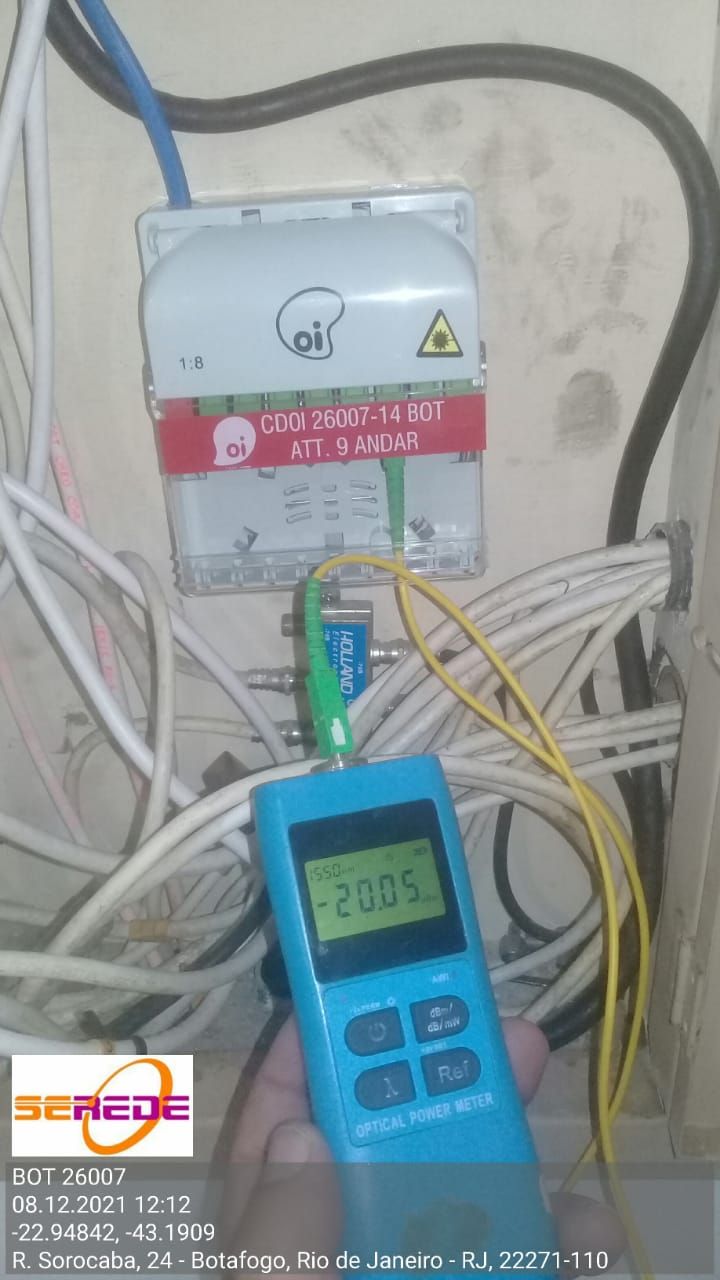 oi
1:8
oi
CDOI 26007-14 BOT
ATT. 9 ANDAR
HOLLAND
1550nm
-20.05
dBm/
dB/mW
λ
Ref
OPTICAL POWER METER
SEREDE
BOT 26007
08.12.2021 12:12
-22.94842, -43.1909
R. Sorocaba, 24 - Botafogo, Rio de Janeiro - RJ, 22271-110